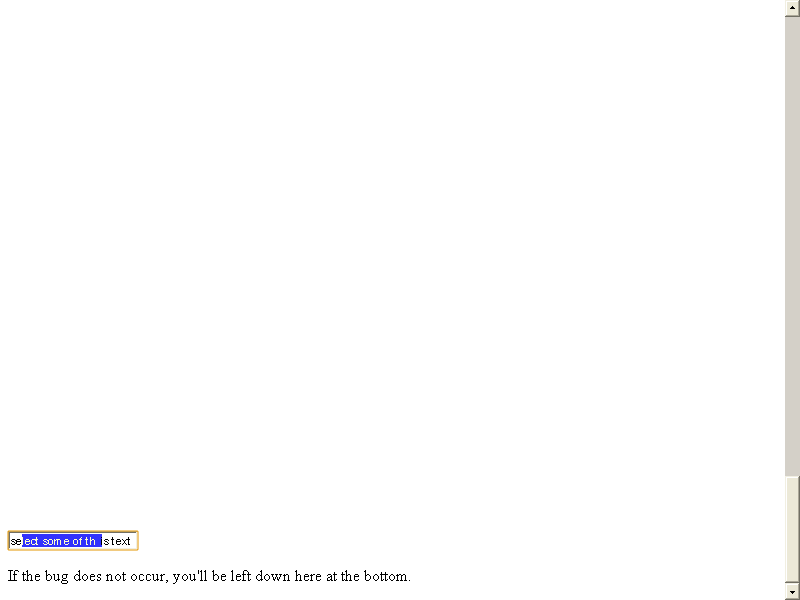 select some of this text
If the bug does not occur, you'll be left down here at the bottom.